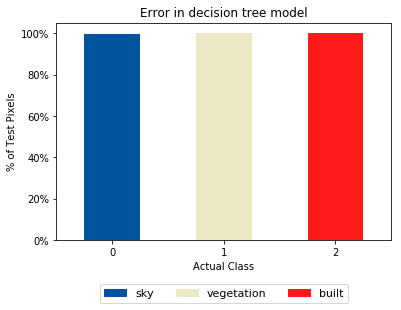 Error in decision tree model
100%
80%
60%
40%
20%
0%
% of Test Pixels
0 1 2
Actual Class
sky vegetation built